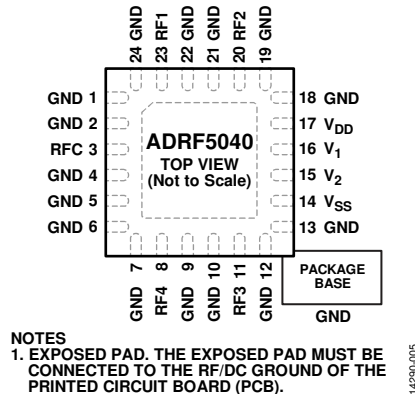 24 GND
23 RF1
22 GND
21 GND
20 RF2
19 GND
GND 1
GND 2
RFC 3
GND 4
GND 5
GND 6
ADRF5040
TOP VIEW
(Not to Scale)
18 GND
17 VDD
16 V1
15 V2
14 VSS
13 GND
GND 7
RF4 8
GND 9
GND 10
RF3 11
GND 12
PACKAGE
BASE
GND
NOTES
1. EXPOSED PAD. THE EXPOSED PAD MUST BE
CONNECTED TO THE RF/DC GROUND OF THE
PRINTED CIRCUIT BOARD (PCB).
14290-005